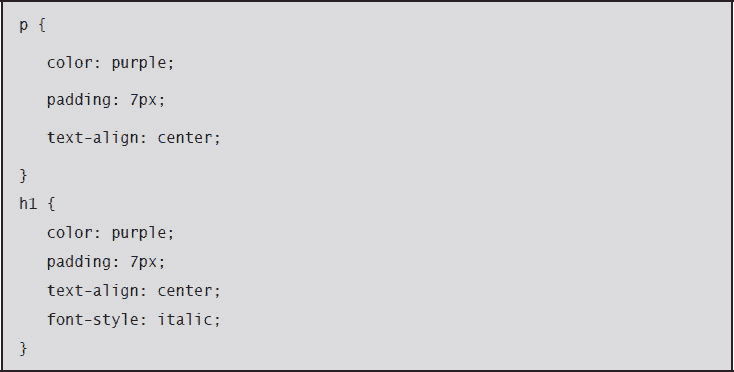 p {
color: purple;
padding: 7px;
text-align: center;
}
h1 {
color: purple;
padding: 7px;
text-align: center;
font-style: italic;
}